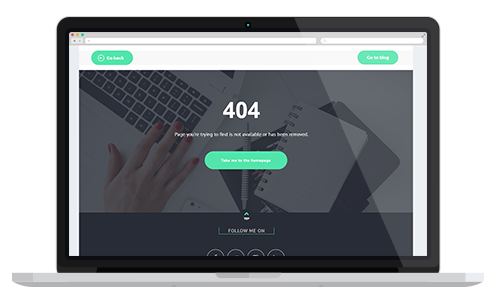 Go back
Go to blog
404
Page you're trying to find is not available or has been removed.
Take me to the homepage
FOLLOW ME ON